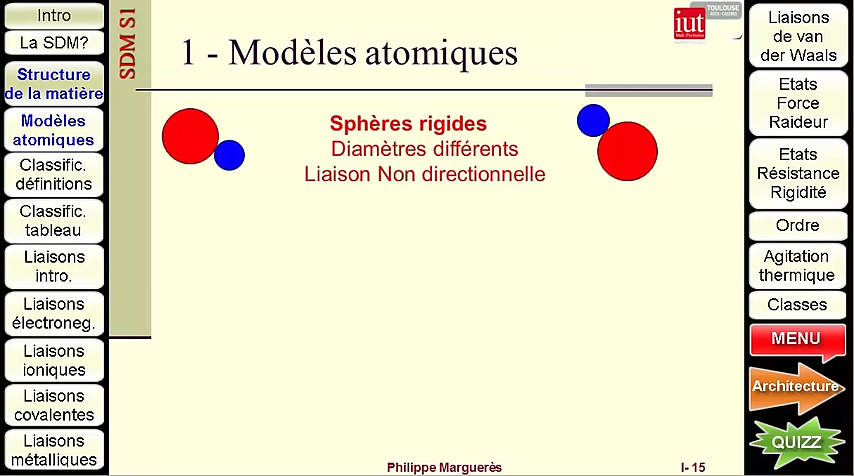 Intro
La SDM?
Structure
de la matière
Modèles
atomiques
Classific.
définitions
Classific.
tableau
Liaisons
intro.
Liaisons
électroneg.
Liaisons
ioniques
Liaisons
covalentes
Liaisons
métalliques
SDM S1
1 - Modèles atomiques
iut
TOULOUSE
Sphères rigides
Diamètres différents
Liaison Non directionnelle
Philippe Marguerès
I- 15
Liaisons
de van
der Waals
Etats
Force
Raideur
Etats
Résistance
Rigidité
Ordre
Agitation
thermique
Classes
MENU
Architecture
QUIZZ